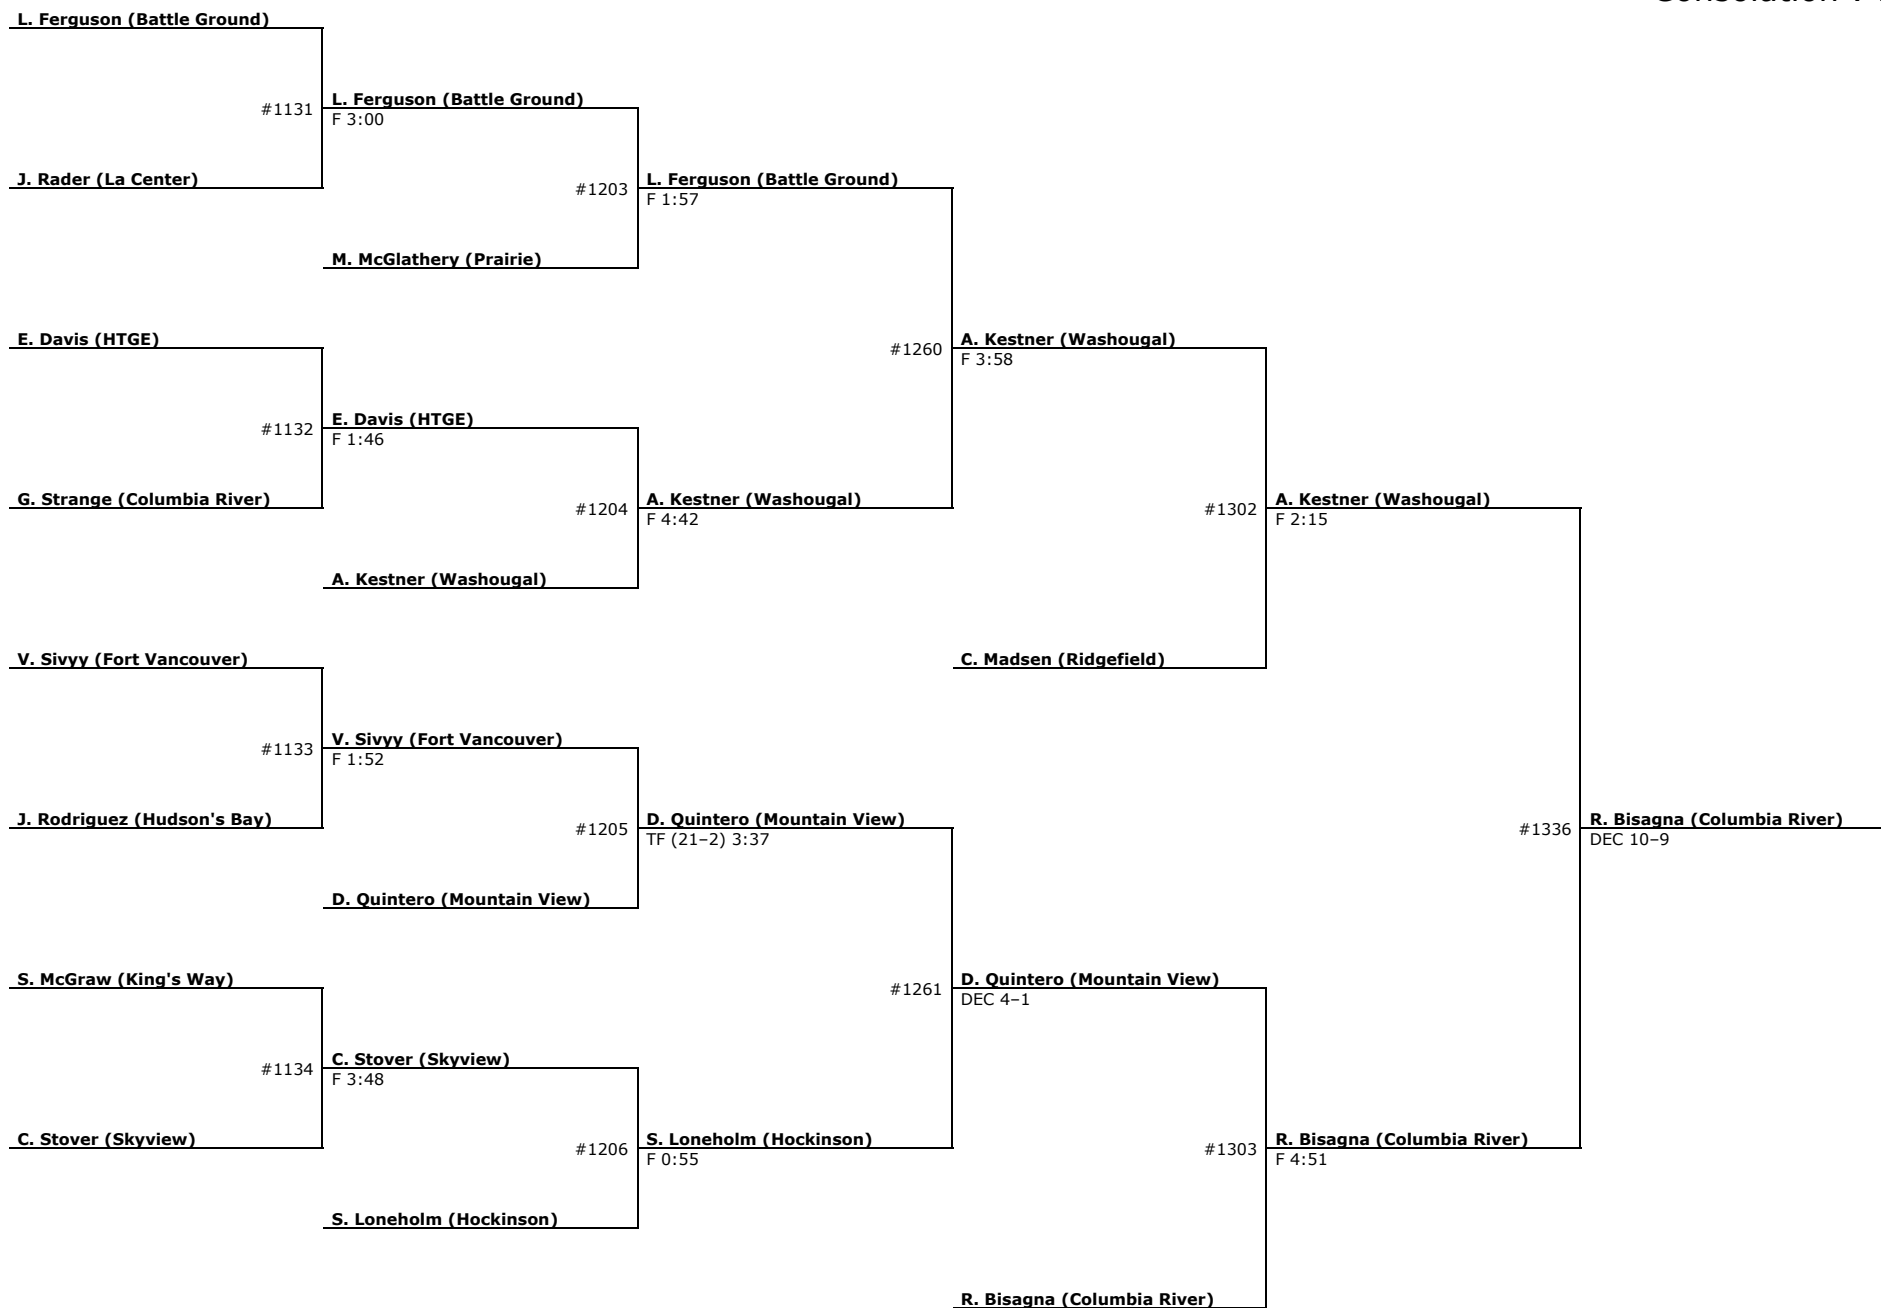 Consolation
L. Ferguson (Battle Ground)
#1131
L. Ferguson (Battle Ground)
F 3:00
J. Rader (La Center)
#1203
L. Ferguson (Battle Ground)
F 1:57
M. McGlathery (Prairie)
E. Davis (HTGE)
#1260
A. Kestner (Washougal)
F 3:58
#1132
E. Davis (HTGE)
F 1:46
G. Strange (Columbia River)
#1204
A. Kestner (Washougal)
F 4:42
#1302
A. Kestner (Washougal)
F 2:15
A. Kestner (Washougal)
V. Sivyy (Fort Vancouver)
C. Madsen (Ridgefield)
#1133
V. Sivyy (Fort Vancouver)
F 1:52
J. Rodriguez (Hudson's Bay)
#1205
D. Quintero (Mountain View)
TF (21–2) 3:37
#1336
R. Bisagna (Columbia River)
DEC 10–9
D. Quintero (Mountain View)
S. McGraw (King's Way)
#1261
D. Quintero (Mountain View)
DEC 4–1
#1134
C. Stover (Skyview)
F 3:48
C. Stover (Skyview)
#1206
S. Loneholm (Hockinson)
F 0:55
#1303
R. Bisagna (Columbia River)
F 4:51
S. Loneholm (Hockinson)
R. Bisagna (Columbia River)